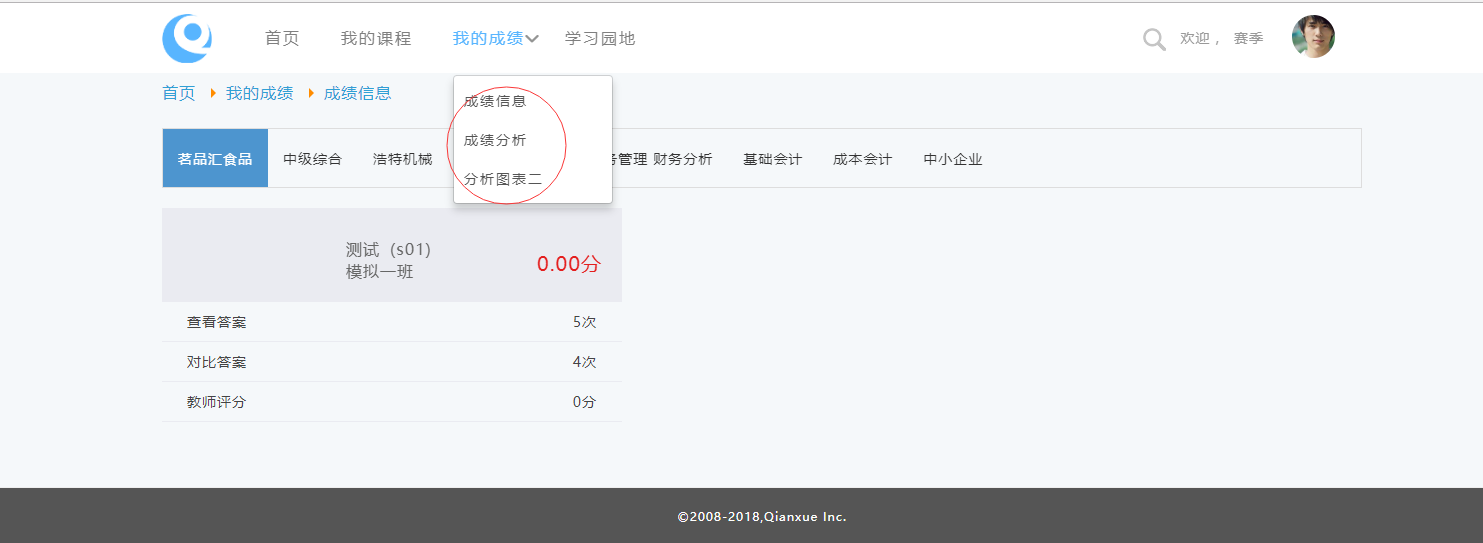 首页 我的课程 我的成绩 学习园地 欢迎， 赛季
首页 我的成绩 成绩信息
成绩信息
成绩分析
分析图表二
茗品汇食品 中级综合 浩特机械 务管理 财务分析 基础会计 成本会计 中小企业
测试（s01） 0.00分
模拟一班
查看答案 5次
对比答案 4次
教师评分 0分
©2008-2018,Qianxue Inc.